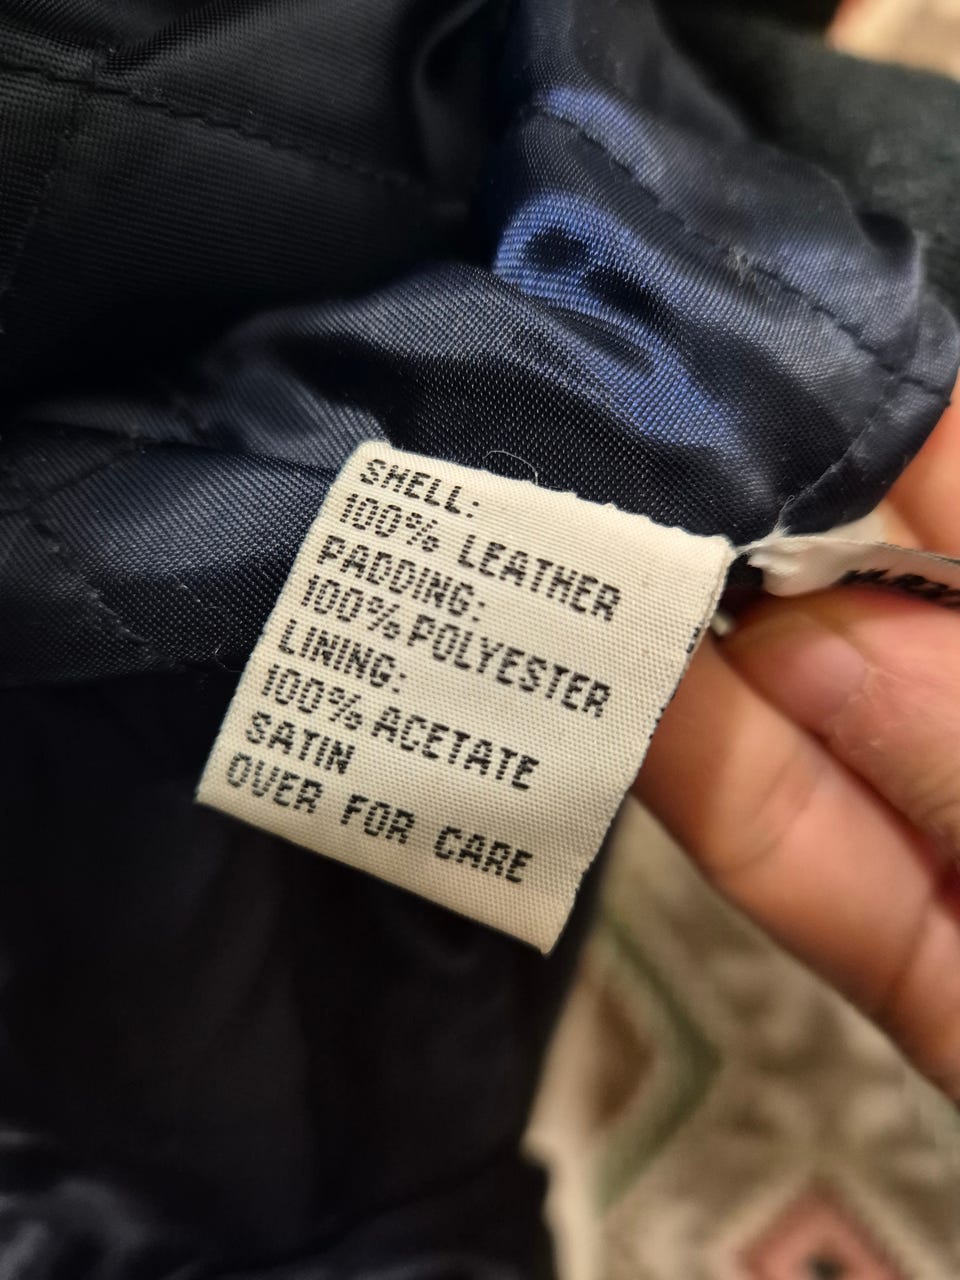 SHELL:
100% LEATHER
PADDING:
100% POLYESTER
LINING:
100% ACETATE
SATIN
OVER FOR CARE